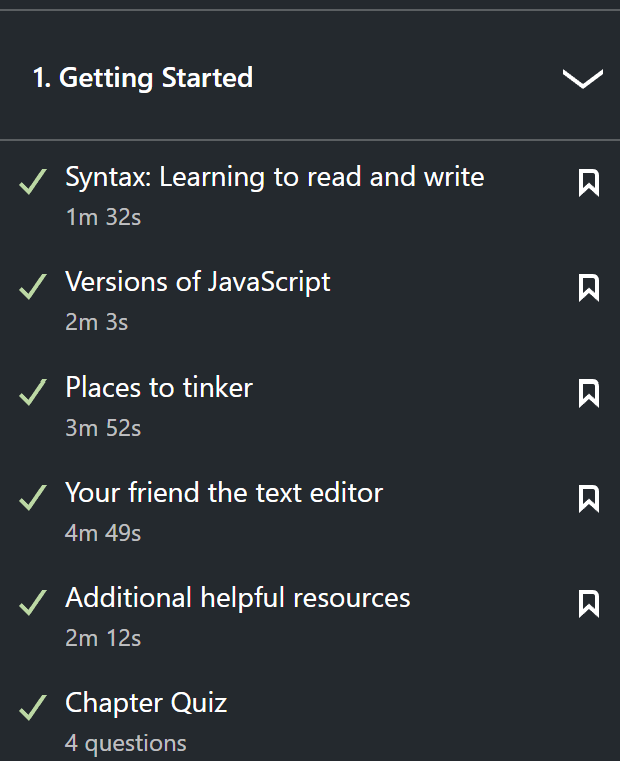 1. Getting Started
Syntax: Learning to read and write
1m 32s
Versions of JavaScript
2m 3s
Places to tinker
3m 52s
Your friend the text editor
4m 49s
Additional helpful resources
2m 12s
Chapter Quiz
4 questions